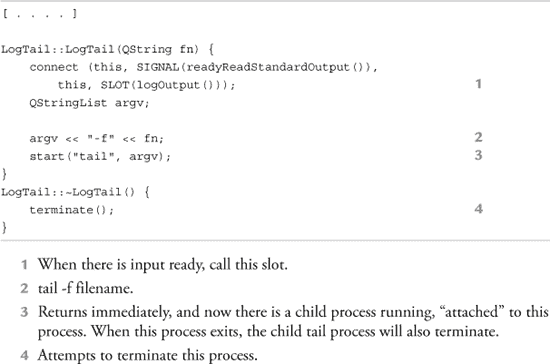 [ . . . . ]
LogTail::LogTail(QString fn) {
connect (this, SIGNAL(readyReadStandardOutput()),
this, SLOT(logOutput())); 1
QStringList argv;
argv << "-f" << fn; 2
start("tail", argv); 3
}
LogTail::~LogTail() {
terminate(); 4
}
1 When there is input ready, call this slot.
2 tail -f filename.
3 Returns immediately, and now there is a child process running, “attached” to this
process. When this process exits, the child tail process will also terminate.
4 Attempts to terminate this process.